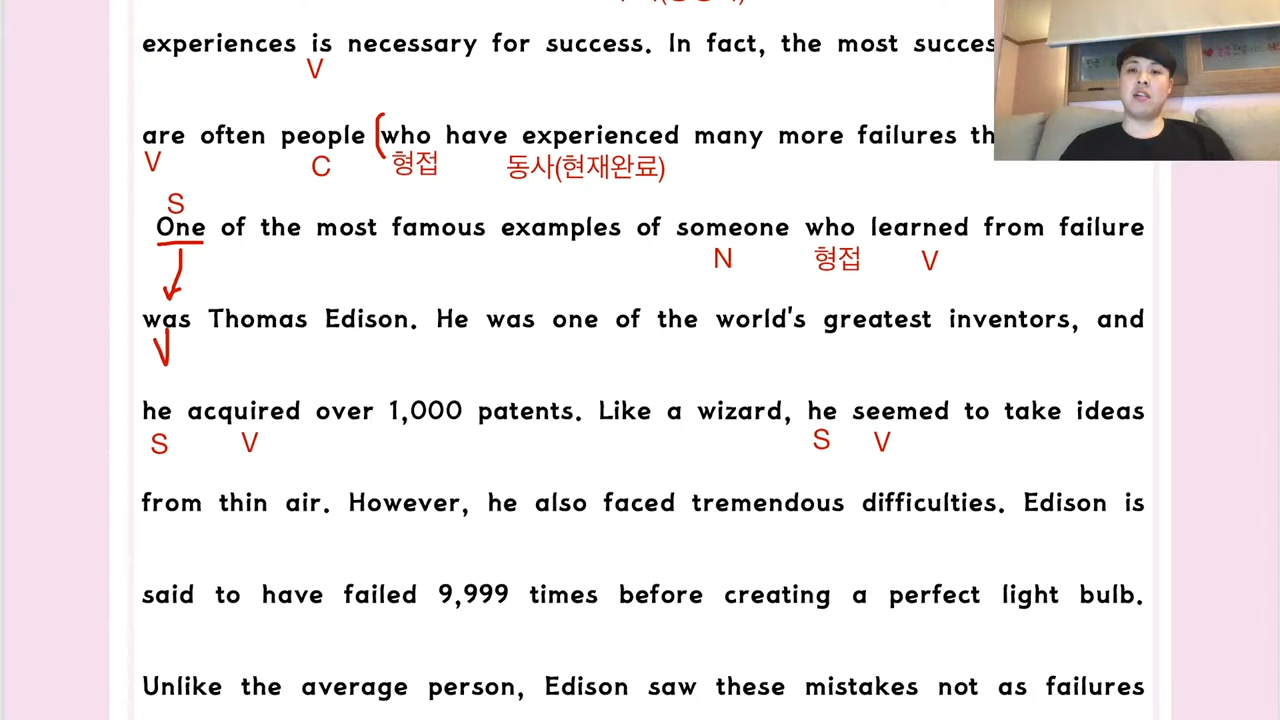 experiences is necessary for success. In fact, the most
V
are often people who have experienced many more failures
V C 형접 동사(현재완료)
S
One of the most famous examples of someone who learned from failure
N 형접 V
was Thomas Edison. He was one of the world's greatest inventors, and
V
he acquired over 1,000 patents. Like a wizard, he seemed to take ideas
S V S V
from thin air. However, he also faced tremendous difficulties. Edison is
said to have failed 9,999 times before creating a perfect light bulb.
Unlike the average person, Edison saw these mistakes not as failures